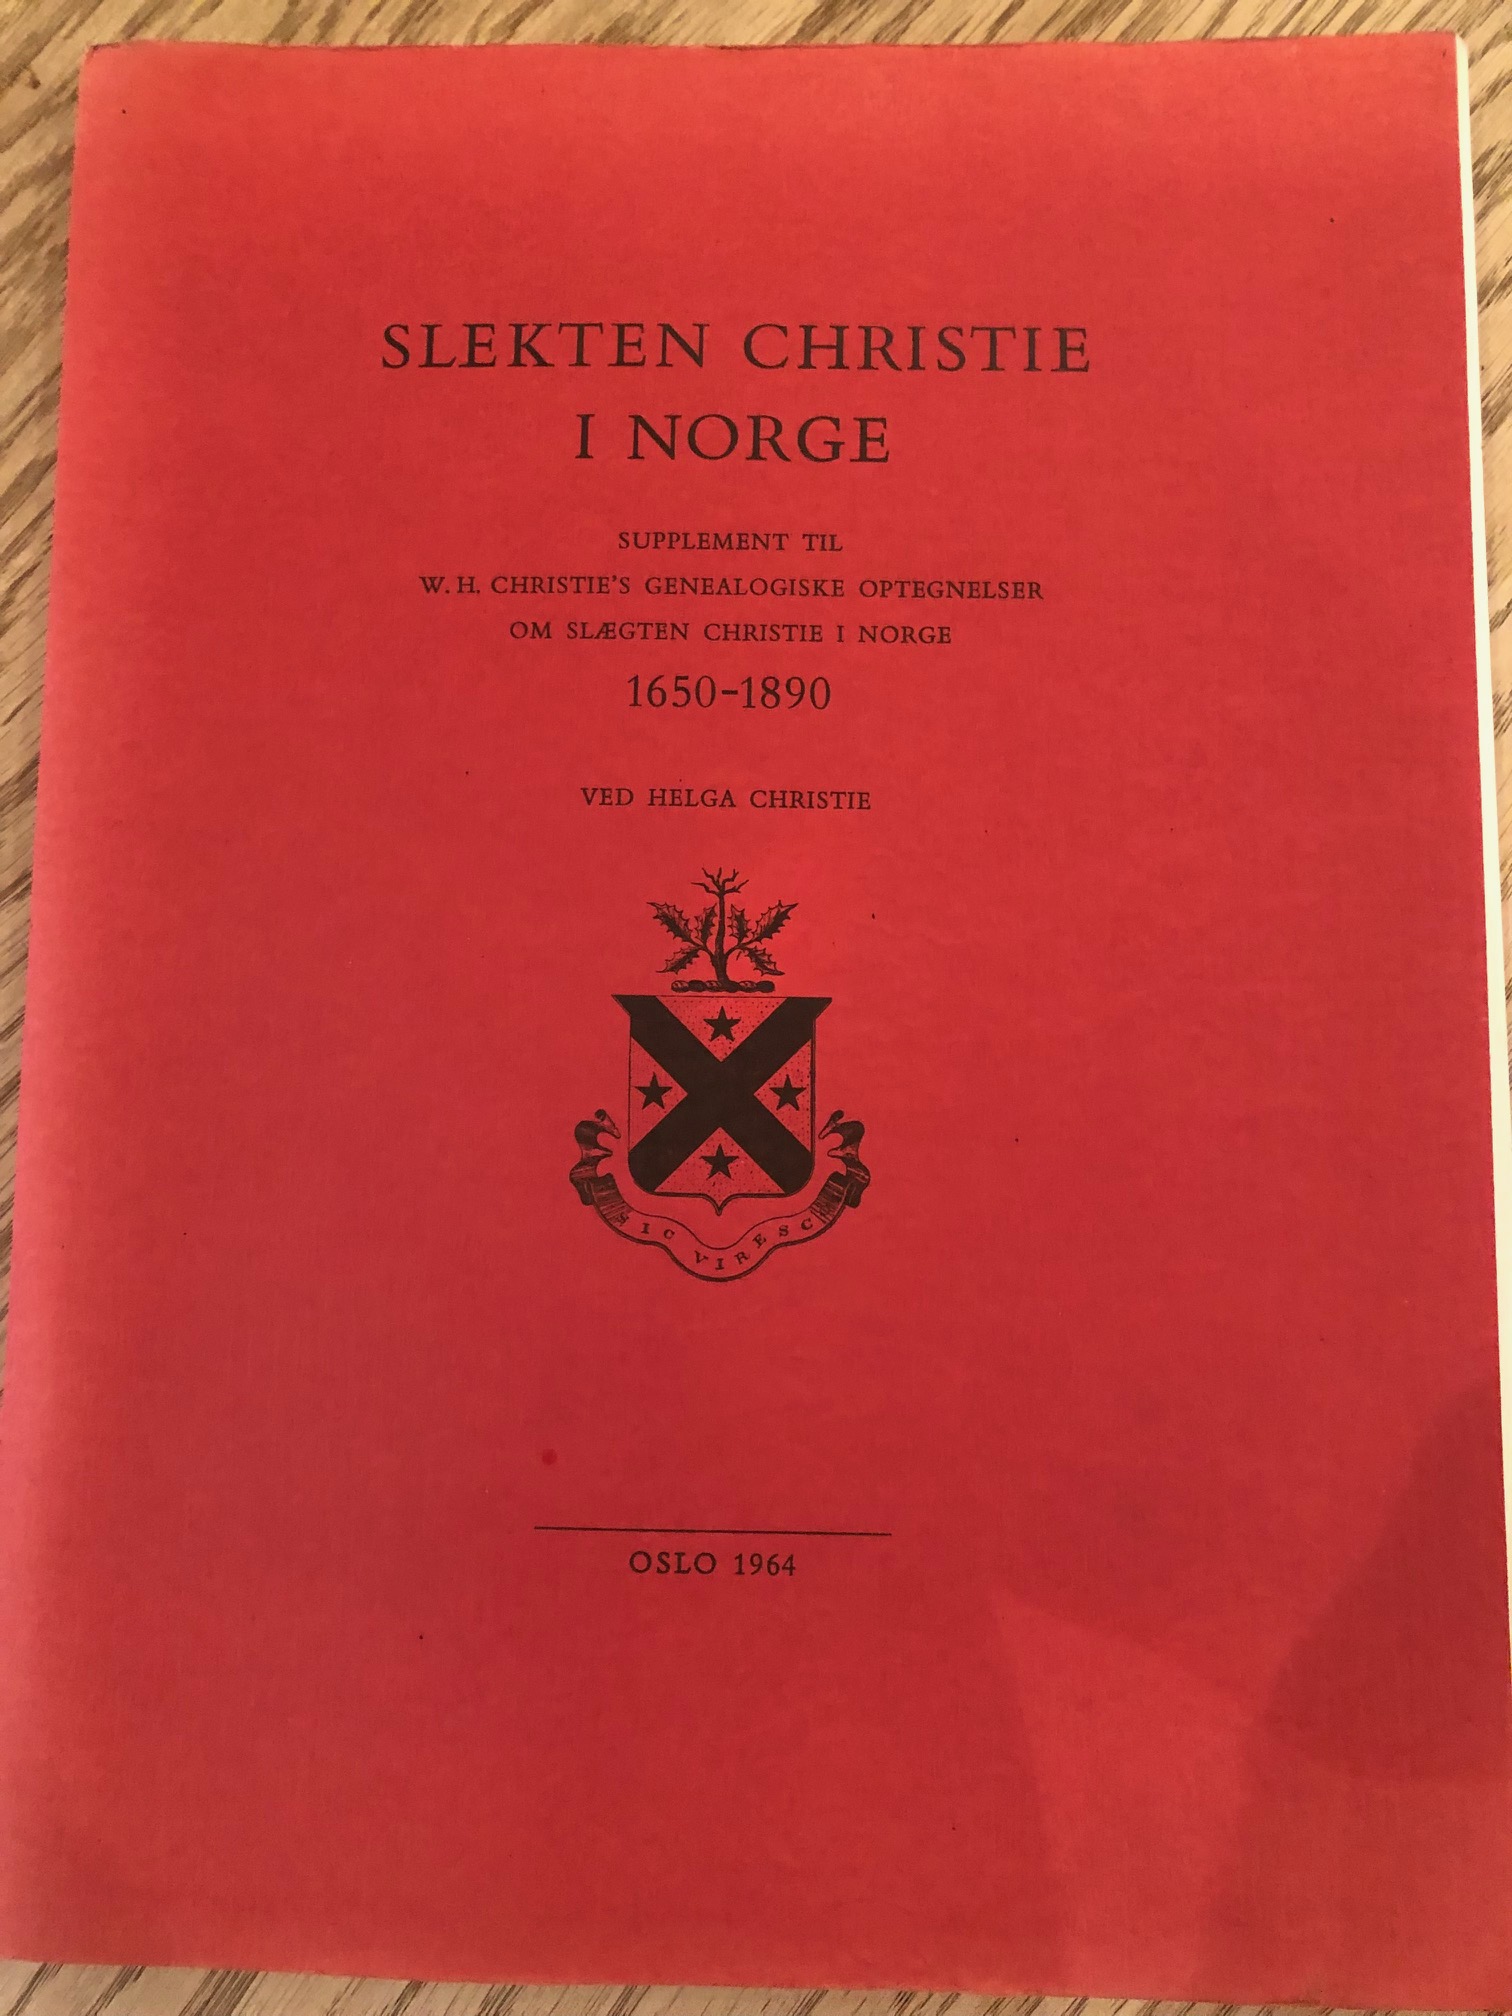 SLEKTEN CHRISTIE
I NORGE
SUPPLEMENT TIL
W. H. CHRISTIE'S GENEALOGISKE OPTEGNELSER
OM SLÆGTEN CHRISTIE I NORGE
1650-1890
VED HELGA CHRISTIE
SIC VIRESCO
OSLO 1964